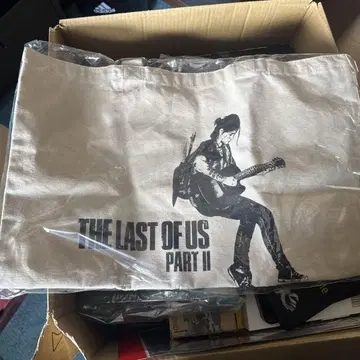 THE LAST OF US
PART II